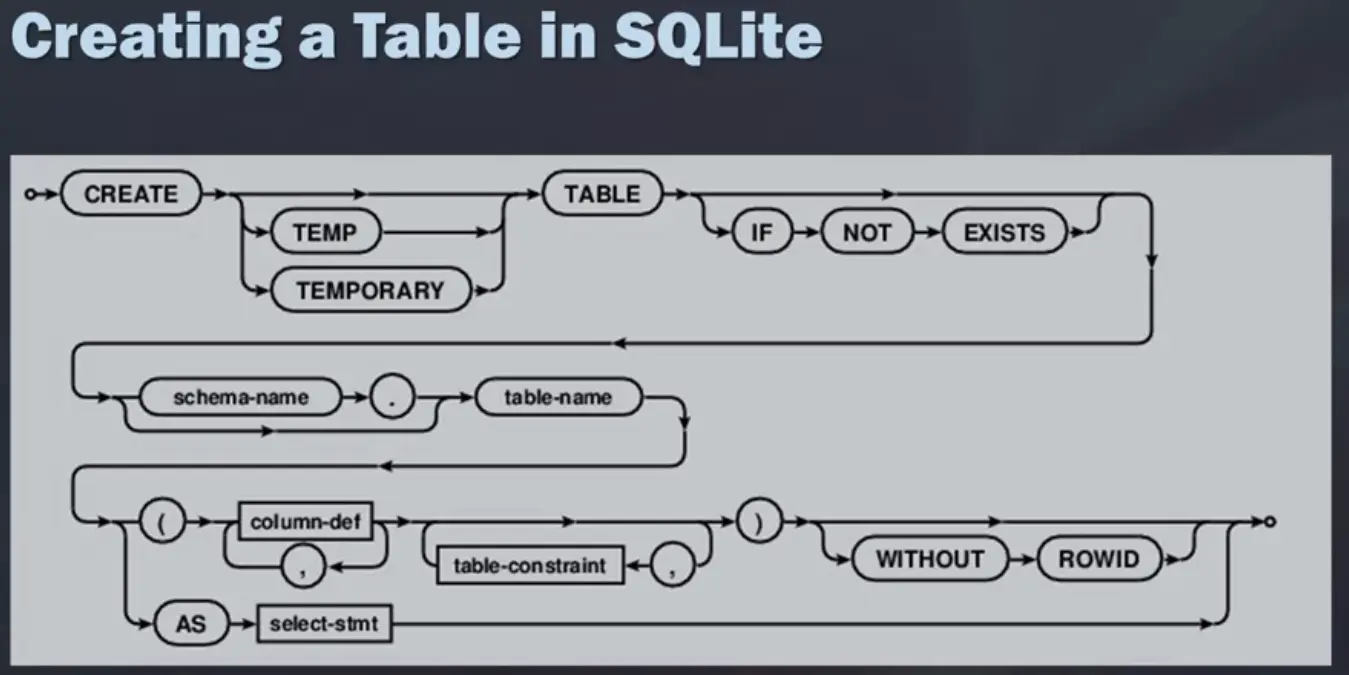 Creating a Table in SQLite
CREATE TABLE
TEMP IF NOT EXISTS
TEMPORARY
schema-name . table-name
( column-def )
, table-constraint , WITHOUT ROWID
AS select-stmt